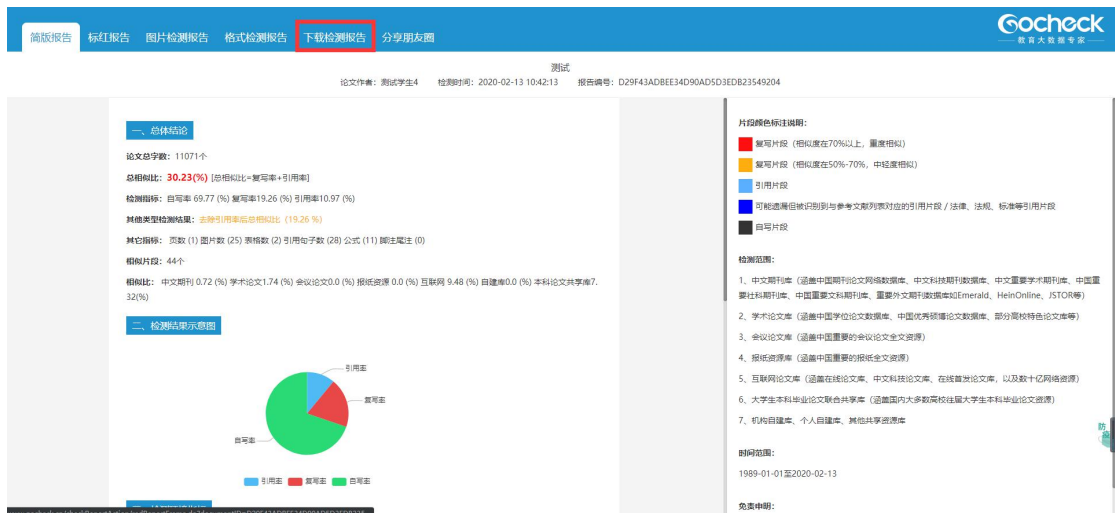 简版报告 标红报告 图片检测报告 格式检测报告 下载检测报告 分享朋友圈
Gocheck
教育大数据专家
测试
论文作者：测试学生4 检测时间：2020-02-13 10:42:13 报告编号：D29F43ADBEE34D90AD5D3EDB23549204
一、总体结论
论文总字数：11071个
总相似比：30.23(%) [总相似比=复写率+引用率]
检测指标：自写率 69.77 (%) 复写率19.26 (%) 引用率10.97 (%)
其他类型检测结果：去除引用率后总相似比（19.26 %）
其它指标： 页数 (1) 图片数 (25) 表格数 (2) 引用句子数 (28) 公式 (11) 脚注尾注 (0)
相似片段：44个
相似比： 中文期刊 0.72 (%) 学术论文1.74 (%) 会议论文0.0 (%) 报纸资源 0.0 (%) 互联网 9.48 (%) 自建库0.0 (%) 本科论文共享库7.
32(%)
二、检测结果示意图
引用率
复写率
自写率
引用率 复写率 自写率
片段颜色标注说明：
复写片段（相似度在70%以上，重度相似）
复写片段（相似度在50%-70%，中轻度相似）
引用片段
可能遗漏但被识别到与参考文献列表对应的引用片段 / 法律、法规、标准等引用片段
自写片段
检测范围：
1、中文期刊库（涵盖中国期刊论文网络数据库、中文科技期刊数据库、中文重要学术期刊库、中国重
要社科期刊库、中国重要文科期刊库、重要外文期刊数据库如Emerald、HeinOnline、JSTOR等）
2、学术论文库（涵盖中国学位论文数据库、中国优秀硕博论文数据库、部分高校特色论文库等）
3、会议论文库（涵盖中国重要的会议论文全文资源）
4、报纸资源库（涵盖中国重要的报纸全文资源）
5、互联网论文库（涵盖在线论文库、中文科技论文库、在线首发论文库，以及数十亿网络资源）
6、大学生本科毕业论文联合共享库（涵盖国内大多数高校往届大学生本科毕业论文资源）
7、机构自建库、个人自建库、其他共享资源库
时间范围：
1989-01-01至2020-02-13
免责申明：